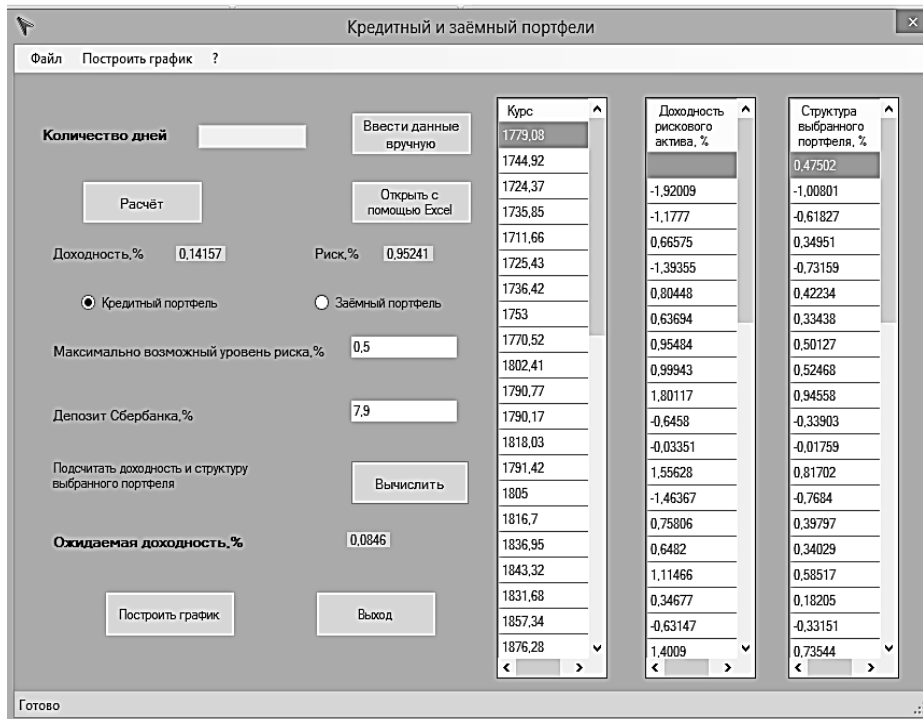 Кредитный и заёмный портфели
Файл Построить график ?
Количество дней
Ввести данные
вручную
Расчёт
Открыть с
помощью Excel
Доходность,% 0,14157 Риск,% 0,95241
Кредитный портфель Заёмный портфель
Максимально возможный уровень риска,% 0,5
Депозит Сбербанка,% 7,9
Подсчитать доходность и структуру
выбранного портфеля
Вычислить
Ожидаемая доходность,% 0,0846
Построить график Выход
Курс
1779,08
1744,92
1724,37
1735,85
1711,66
1725,43
1736,42
1753
1770,52
1802,41
1790,77
1790,17
1818,03
1791,42
1805
1816,7
1836,95
1843,32
1831,68
1857,34
1876,28
Доходность
рискового
актива, %
-1,92009
-1,1777
0,66575
-1,39355
0,80448
0,63694
0,95484
0,99943
1,80117
-0,6458
-0,03351
1,55628
-1,46367
0,75806
0,6482
1,11466
0,34677
-0,63147
1,4009
Структура
выбранного
портфеля, %
0,47502
-1,00801
-0,61827
0,34951
-0,73159
0,42234
0,33438
0,50127
0,52468
0,94558
-0,33903
-0,01759
0,81702
-0,7684
0,39797
0,34029
0,58517
0,18205
-0,33151
0,73544
Готово